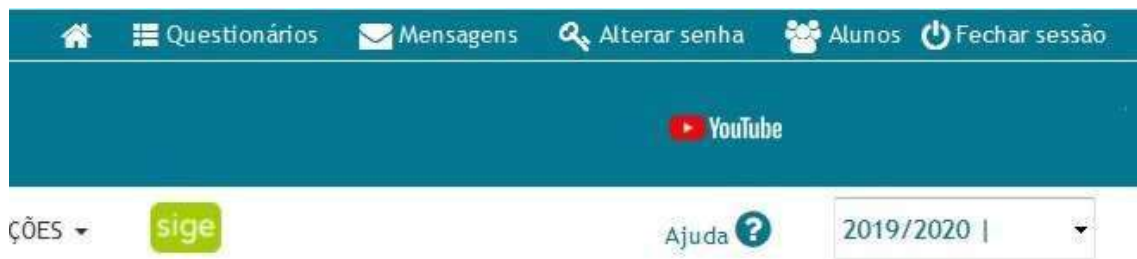 Questionários Mensagens Alterar senha Alunos Fechar sessão
YouTube
ÇÕES sige Ajuda ? 2019/2020 |